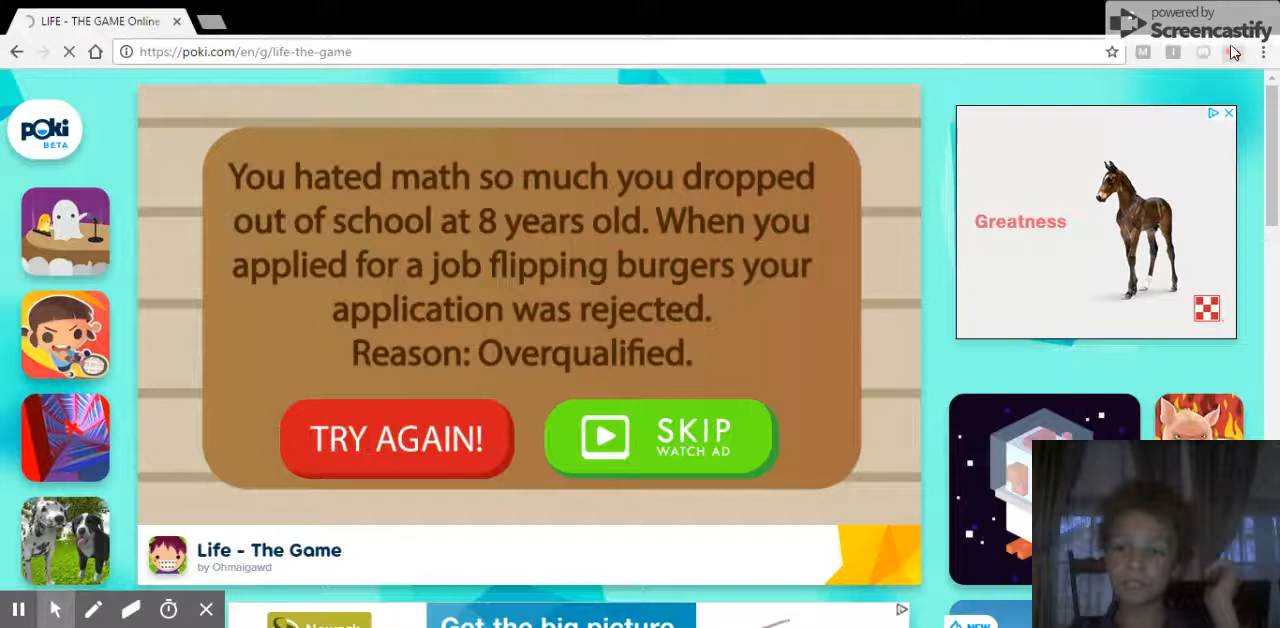 LIFE - THE GAME Online
powered by
Screencastify
https://poki.com/en/g/life-the-game
poki
BETA
You hated math so much you dropped
out of school at 8 years old. When you
applied for a job flipping burgers your
application was rejected.
Reason: Overqualified.
TRY AGAIN!
SKIP
WATCH AD
Greatness
Life - The Game
by Ohmaigawd
Newark
Get the big picture
NEW